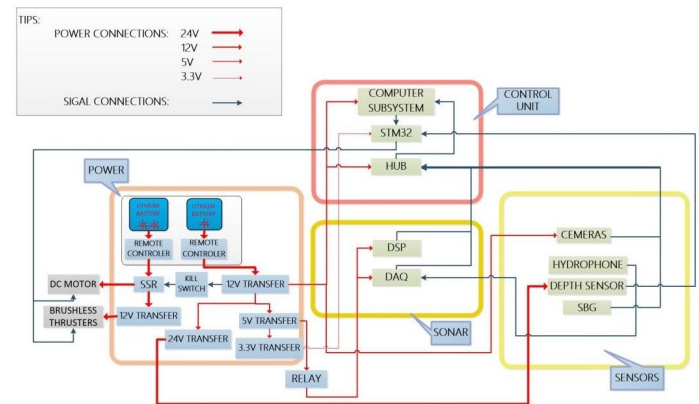 TIPS:
POWER CONNECTIONS: 24V
12V
5V
3.3V
SIGAL CONNECTIONS:
COMPUTER
SUBSYSTEM
STM32
HUB
CONTROL
UNIT
POWER
LITHIUM
BATTERY
LITHIUM
BATTERY
REMOTE
CONTROLER
REMOTE
CONTROLER
DC MOTOR
SSR
KILL
SWITCH
12V TRANSFER
BRUSHLESS
THRUSTERS
12V TRANSFER
5V TRANSFER
24V TRANSFER
3.3V TRANSFER
RELAY
DSP
DAQ
SONAR
CEMERAS
HYDROPHONE
DEPTH SENSOR
SBG
SENSORS